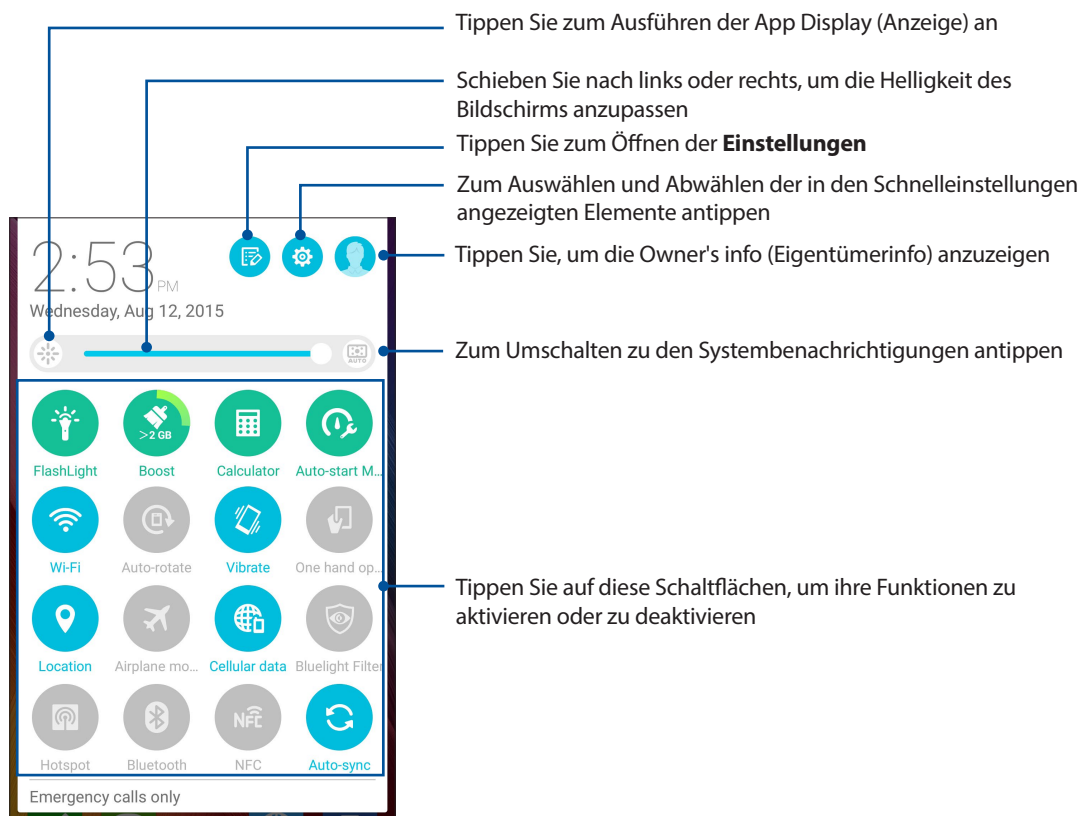 Tippen Sie zum Ausführen der App Display (Anzeige) an
Schieben Sie nach links oder rechts, um die Helligkeit des
Bildschirms anzupassen
Tippen Sie zum Öffnen der Einstellungen
Zum Auswählen und Abwählen der in den Schnelleinstellungen
angezeigten Elemente antippen
Tippen Sie, um die Owner's info (Eigentümerinfo) anzuzeigen
Zum Umschalten zu den Systembenachrichtigungen antippen
Tippen Sie auf diese Schaltflächen, um ihre Funktionen zu
aktivieren oder zu deaktivieren
2:53 PM
Wednesday, Aug 12, 2015
AUTO
>2 GB
FlashLight Boost Calculator Auto-start M...
Wi-Fi Auto-rotate Vibrate One hand op...
Location Airplane mo... Cellular data Bluelight Filter
NFC
Hotspot Bluetooth NFC Auto-sync
Emergency calls only